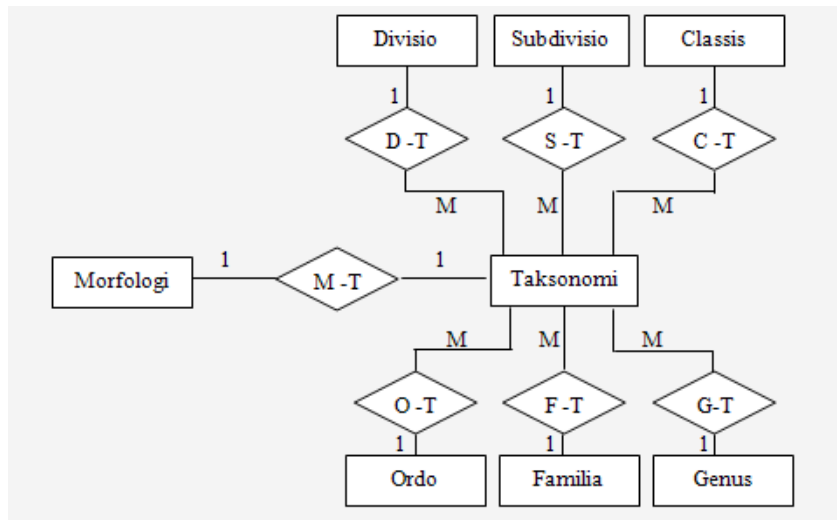 Divisio Subdivisio Classis
1 1 1
D -T S -T C -T
M M M
1 1
Morfologi M -T Taksonomi
M M M
O -T F -T G-T
1 1 1
Ordo Familia Genus